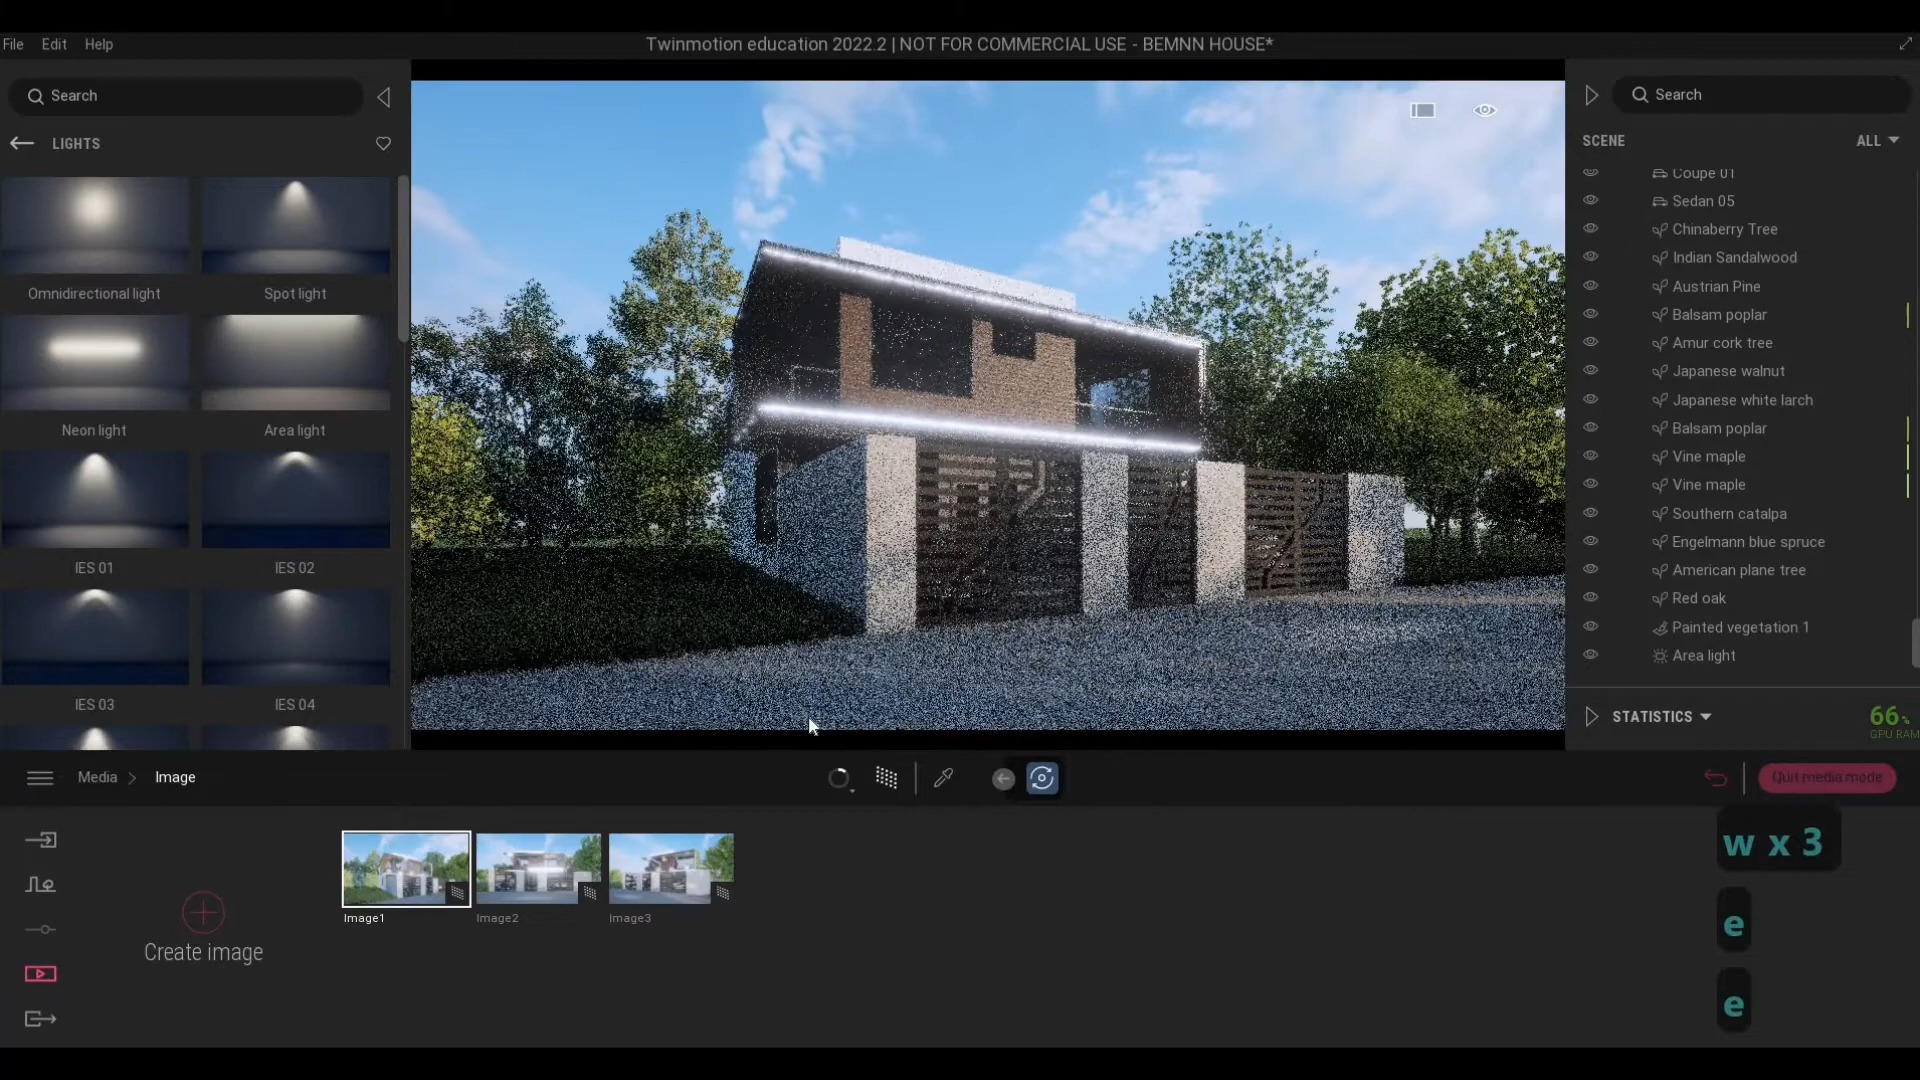 File Edit Help
Twinmotion education 2022.2 | NOT FOR COMMERCIAL USE - BEMNN HOUSE*
Search
LIGHTS
Omnidirectional light
Spot light
Neon light
Area light
IES 01
IES 02
IES 03
IES 04
Search
SCENE
ALL
Coupe 01
Sedan 05
Chinaberry Tree
Indian Sandalwood
Austrian Pine
Balsam poplar
Amur cork tree
Japanese walnut
Japanese white larch
Balsam poplar
Vine maple
Vine maple
Southern catalpa
Engelmann blue spruce
American plane tree
Red oak
Painted vegetation 1
Area light
STATISTICS
66%
GPU RAM
Media
Image
Quit media mode
Create image
Image1
Image2
Image3
w x 3
e
e